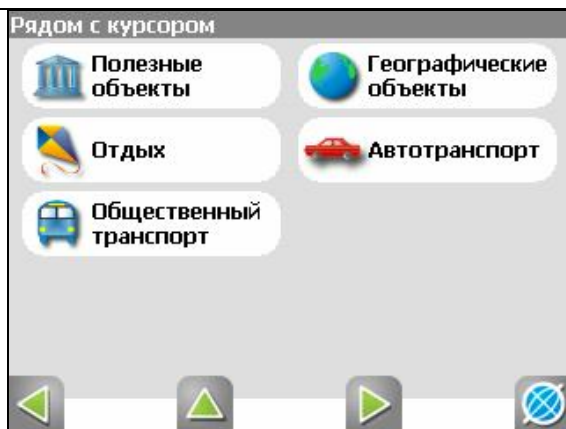 Рядом с курсором
Полезные
объекты
Географические
объекты
Отдых
Автотранспорт
Общественный
транспорт